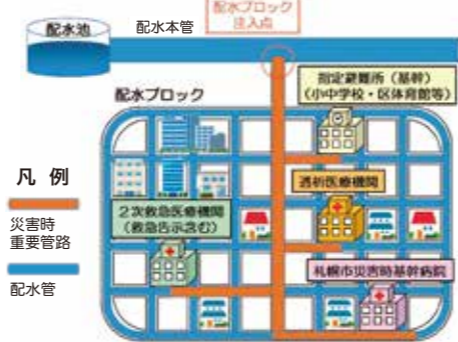 配水ブロック
注入点
配水池
配水本管
指定避難所（基幹）
（小中学校・区体育館等）
配水ブロック
凡 例
透析医療機関
災害時
重要管路
2次救急医療機関
（救急告示含む）
札幌市災害時基幹病院
配水管